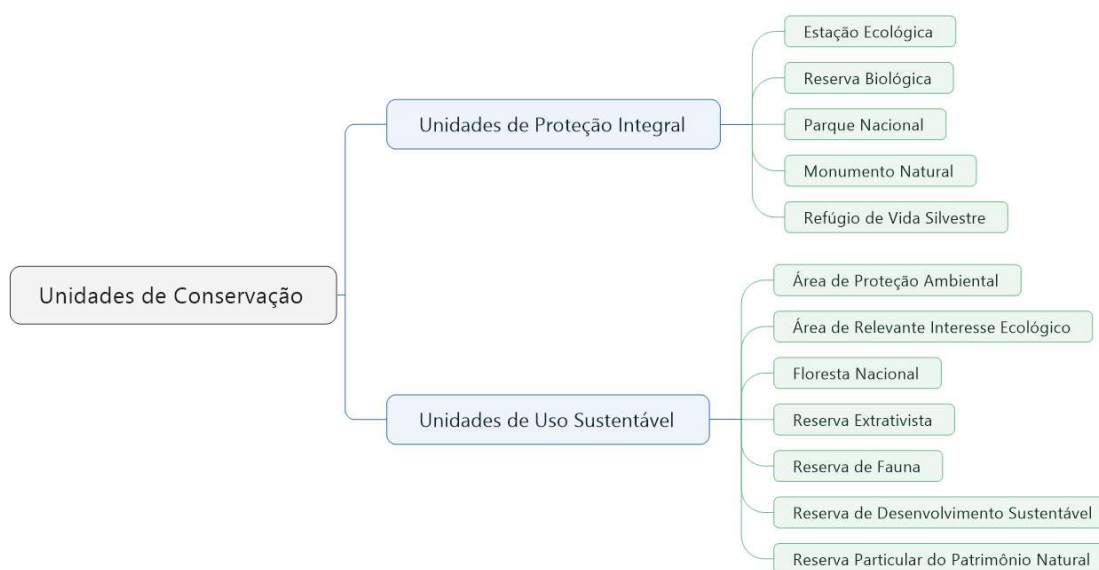 Unidades de Conservação
Unidades de Proteção Integral
Estação Ecológica
Reserva Biológica
Parque Nacional
Monumento Natural
Refúgio de Vida Silvestre
Unidades de Uso Sustentável
Área de Proteção Ambiental
Área de Relevante Interesse Ecológico
Floresta Nacional
Reserva Extrativista
Reserva de Fauna
Reserva de Desenvolvimento Sustentável
Reserva Particular do Patrimônio Natural